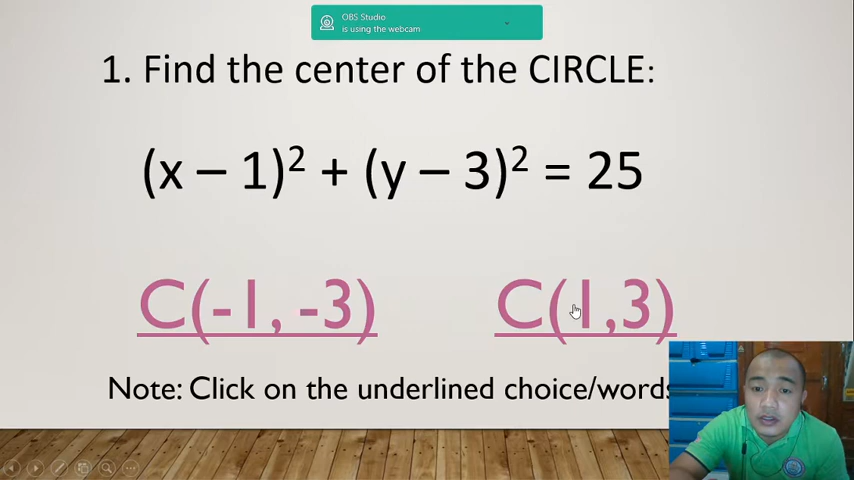 OBS Studio
is using the webcam
1. Find the center of the CIRCLE:
(x – 1)² + (y – 3)² = 25
C(-1, -3) C(1,3)
Note: Click on the underlined choice/words